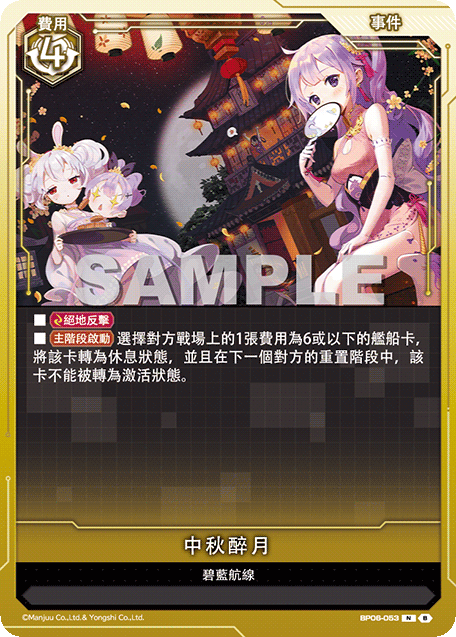 費用
事件
4
SAMPLE
■ 絕地反擊
■ 主階段啟動 選擇對方戰場上的1張費用為6或以下的艦船卡,
將該卡轉為休息狀態，並且在下一個對方的重置階段中，該
卡不能被轉為激活狀態。
中秋醉月
碧藍航線
©Manjuu Co.,Ltd.& Yongshi Co.,Ltd.
BP06-053 N B